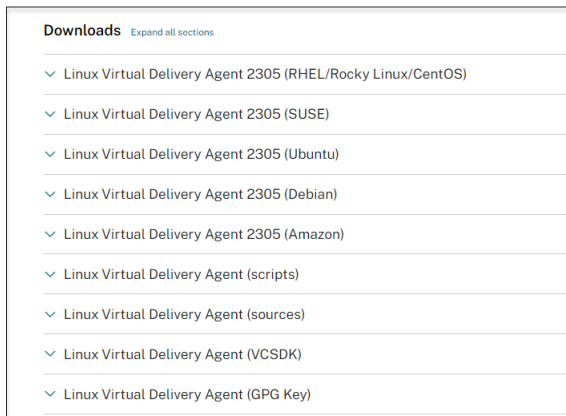 Downloads Expand all sections
Linux Virtual Delivery Agent 2305 (RHEL/Rocky Linux/CentOS)
Linux Virtual Delivery Agent 2305 (SUSE)
Linux Virtual Delivery Agent 2305 (Ubuntu)
Linux Virtual Delivery Agent 2305 (Debian)
Linux Virtual Delivery Agent 2305 (Amazon)
Linux Virtual Delivery Agent (scripts)
Linux Virtual Delivery Agent (sources)
Linux Virtual Delivery Agent (VCSDK)
Linux Virtual Delivery Agent (GPG Key)